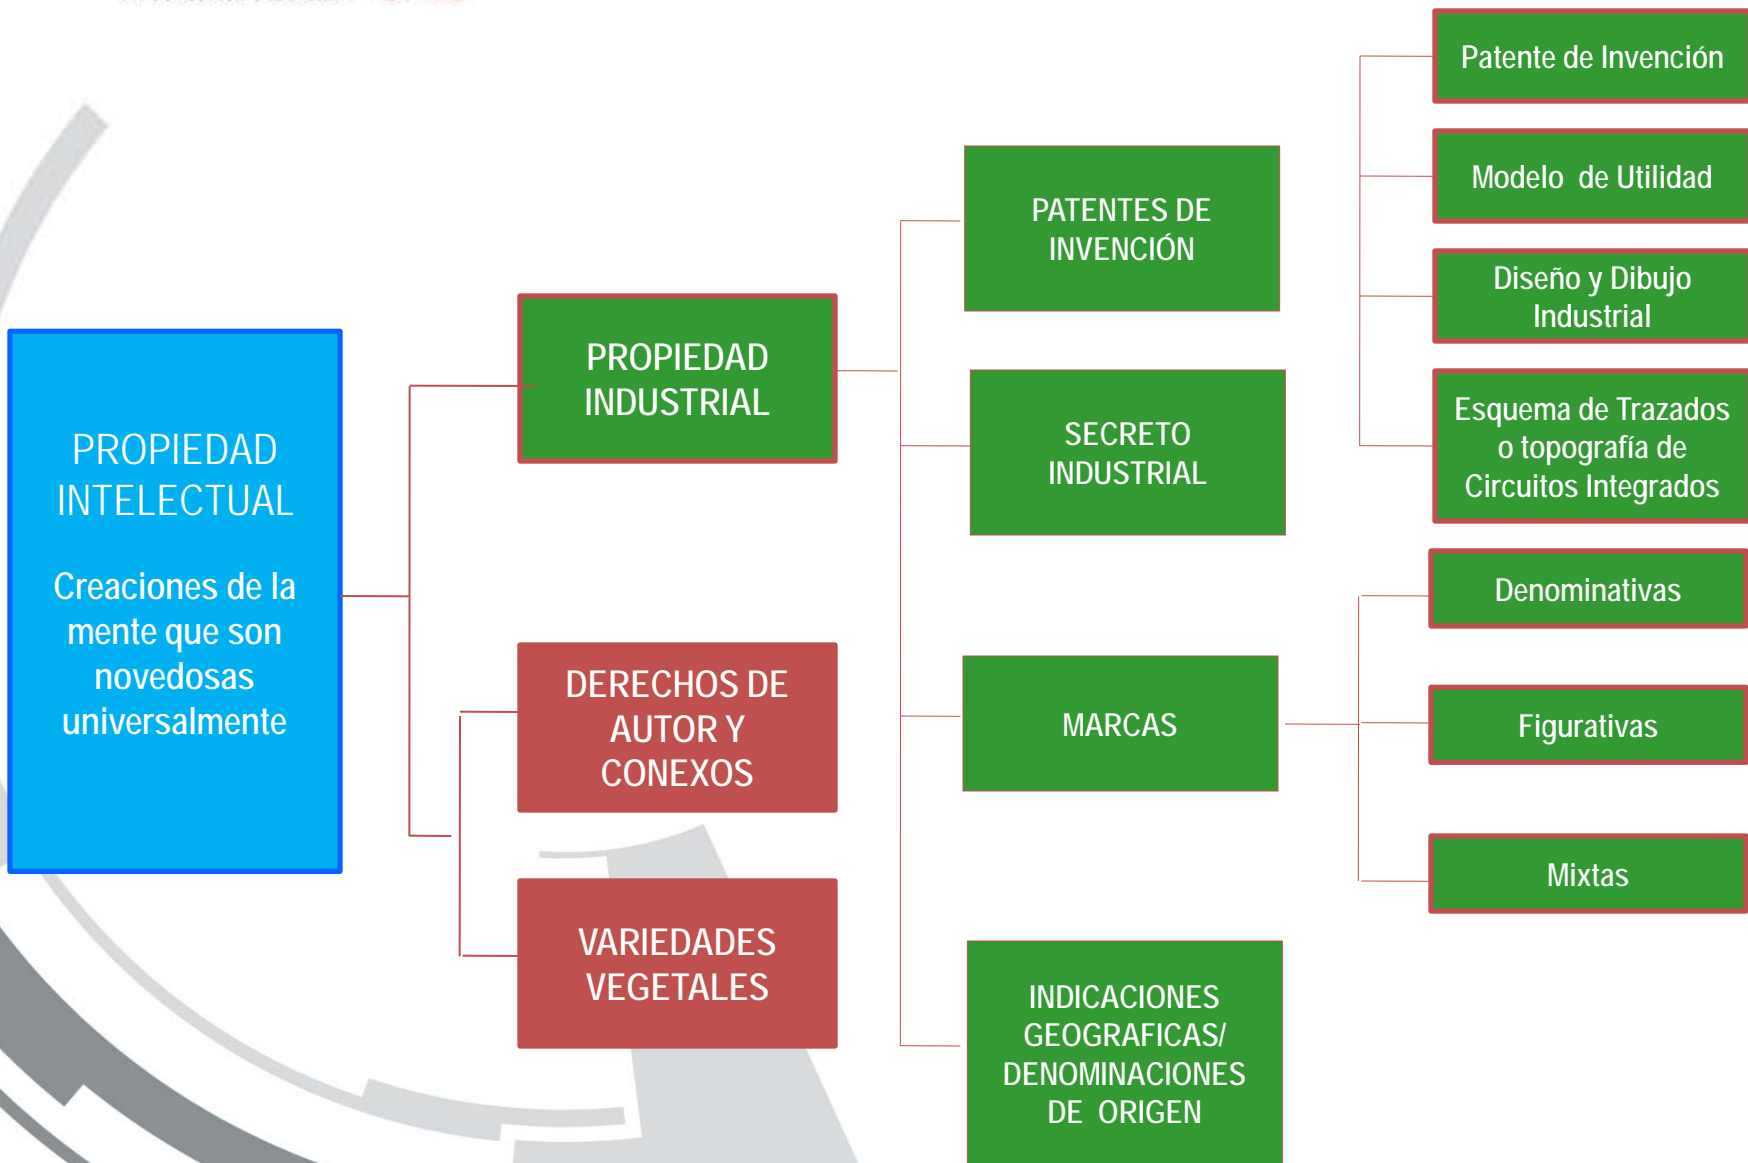 PROPIEDAD
INTELECTUAL
Creaciones de la
mente que son
novedosas
universalmente
PROPIEDAD
INDUSTRIAL
DERECHOS DE
AUTOR Y
CONEXOS
VARIEDADES
VEGETALES
PATENTES DE
INVENCIÓN
SECRETO
INDUSTRIAL
MARCAS
INDICACIONES
GEOGRAFICAS/
DENOMINACIONES
DE ORIGEN
Patente de Invención
Modelo de Utilidad
Diseño y Dibujo
Industrial
Esquema de Trazados
o topografía de
Circuitos Integrados
Denominativas
Figurativas
Mixtas